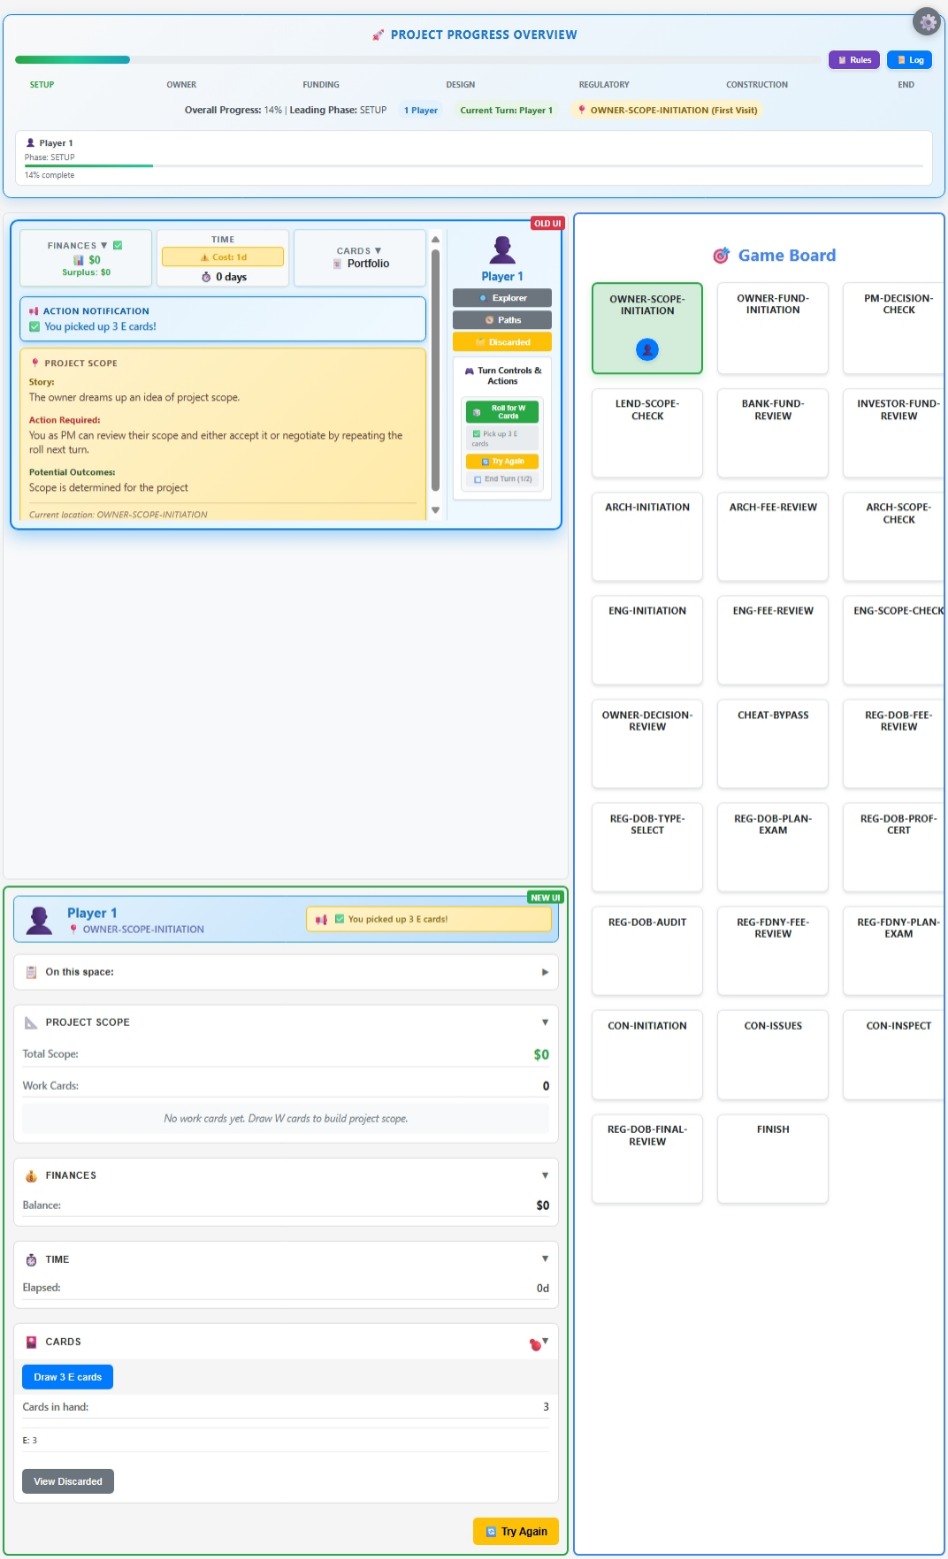 PROJECT PROGRESS OVERVIEW
Rules
Log
SETUP OWNER FUNDING DESIGN REGULATORY CONSTRUCTION END
Overall Progress: 14% | Leading Phase: SETUP 1 Player Current Turn: Player 1 OWNER-SCOPE-INITIATION (First Visit)
Player 1
Phase: SETUP
14% complete
OLD UI
FINANCES ▼
$0
Surplus: $0
TIME
Cost: 1d
0 days
CARDS ▼
Portfolio
ACTION NOTIFICATION
You picked up 3 E cards!
PROJECT SCOPE
Story:
The owner dreams up an idea of project scope.
Action Required:
You as PM can review their scope and either accept it or negotiate by repeating the
roll next turn.
Potential Outcomes:
Scope is determined for the project
Current location: OWNER-SCOPE-INITIATION
Player 1
Explorer
Paths
Discarded
Turn Controls &
Actions
Roll for W
Cards
Pick up 3 E
cards
Try Again
End Turn (1/2)
NEW UI
Player 1
OWNER-SCOPE-INITIATION
You picked up 3 E cards!
On this space:
PROJECT SCOPE
Total Scope: $0
Work Cards: 0
No work cards yet. Draw W cards to build project scope.
FINANCES
Balance: $0
TIME
Elapsed: 0d
CARDS
Draw 3 E cards
Cards in hand: 3
E: 3
View Discarded
Try Again
Game Board
OWNER-SCOPE-
INITIATION
OWNER-FUND-
INITIATION
PM-DECISION-
CHECK
LEND-SCOPE-
CHECK
BANK-FUND-
REVIEW
INVESTOR-FUND-
REVIEW
ARCH-INITIATION
ARCH-FEE-REVIEW
ARCH-SCOPE-
CHECK
ENG-INITIATION
ENG-FEE-REVIEW
ENG-SCOPE-CHECK
OWNER-DECISION-
REVIEW
CHEAT-BYPASS
REG-DOB-FEE-
REVIEW
REG-DOB-TYPE-
SELECT
REG-DOB-PLAN-
EXAM
REG-DOB-PROF-
CERT
REG-DOB-AUDIT
REG-FDNY-FEE-
REVIEW
REG-FDNY-PLAN-
EXAM
CON-INITIATION
CON-ISSUES
CON-INSPECT
REG-DOB-FINAL-
REVIEW
FINISH